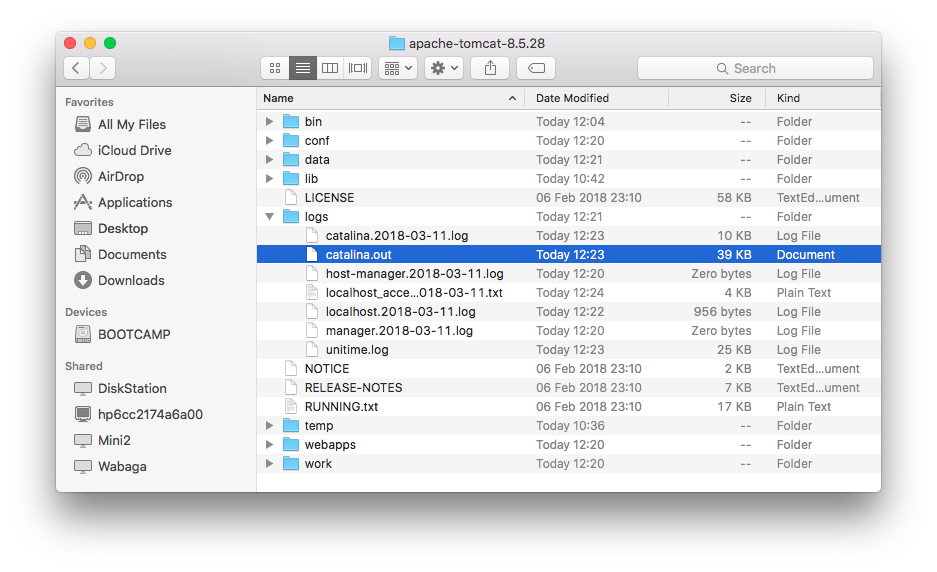 apache-tomcat-8.5.28
Search
Favorites
All My Files
iCloud Drive
AirDrop
Applications
Desktop
Documents
Downloads
Devices
BOOTCAMP
Shared
DiskStation
hp6cc2174a6a00
Mini2
Wabaga
Name Date Modified Size Kind
bin Today 12:04 -- Folder
conf Today 12:20 -- Folder
data Today 12:21 -- Folder
lib Today 10:42 -- Folder
LICENSE 06 Feb 2018 23:10 58 KB TextEd...ument
logs Today 12:21 -- Folder
catalina.2018-03-11.log Today 12:23 10 KB Log File
catalina.out Today 12:23 39 KB Document
host-manager.2018-03-11.log Today 12:20 Zero bytes Log File
localhost_acce...018-03-11.txt Today 12:24 4 KB Plain Text
localhost.2018-03-11.log Today 12:22 956 bytes Log File
manager.2018-03-11.log Today 12:20 Zero bytes Log File
unitime.log Today 12:23 25 KB Log File
NOTICE 06 Feb 2018 23:10 2 KB TextEd...ument
RELEASE-NOTES 06 Feb 2018 23:10 7 KB TextEd...ument
RUNNING.txt 06 Feb 2018 23:10 17 KB Plain Text
temp Today 10:36 -- Folder
webapps Today 12:20 -- Folder
work Today 12:20 -- Folder